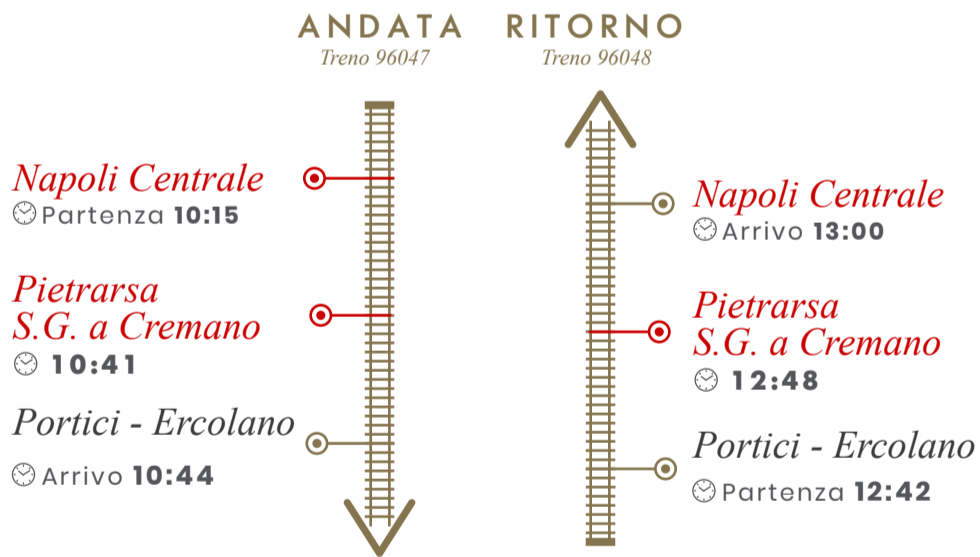 ANDATA
Treno 96047
Napoli Centrale
Partenza 10:15
Pietrarsa
S.G. a Cremano
10:41
Portici - Ercolano
Arrivo 10:44
RITORNO
Treno 96048
Napoli Centrale
Arrivo 13:00
Pietrarsa
S.G. a Cremano
12:48
Portici - Ercolano
Partenza 12:42